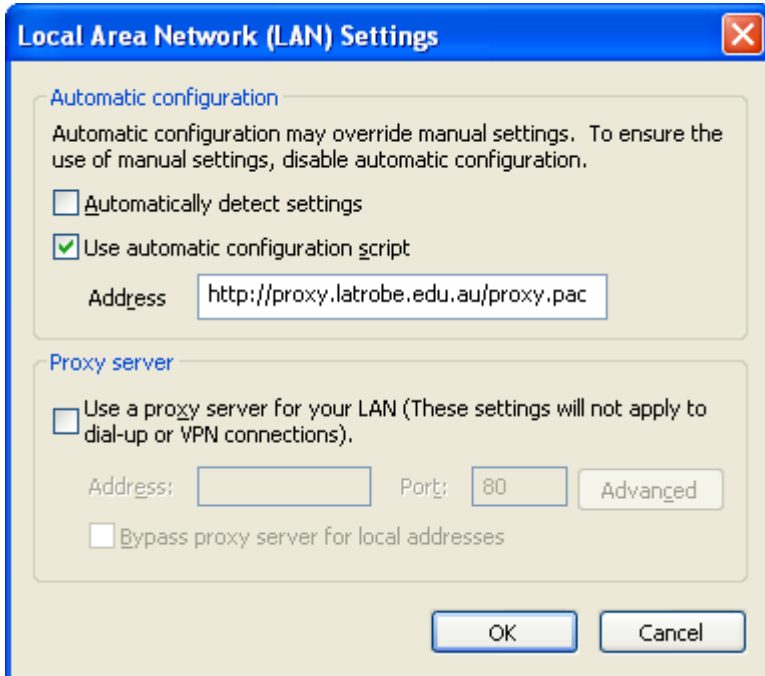 Local Area Network (LAN) Settings
Automatic configuration
Automatic configuration may override manual settings. To ensure the
use of manual settings, disable automatic configuration.
Automatically detect settings
Use automatic configuration script
Address http://proxy.latrobe.edu.au/proxy.pac
Proxy server
Use a proxy server for your LAN (These settings will not apply to
dial-up or VPN connections).
Address: Port: 80 Advanced
Bypass proxy server for local addresses
OK Cancel